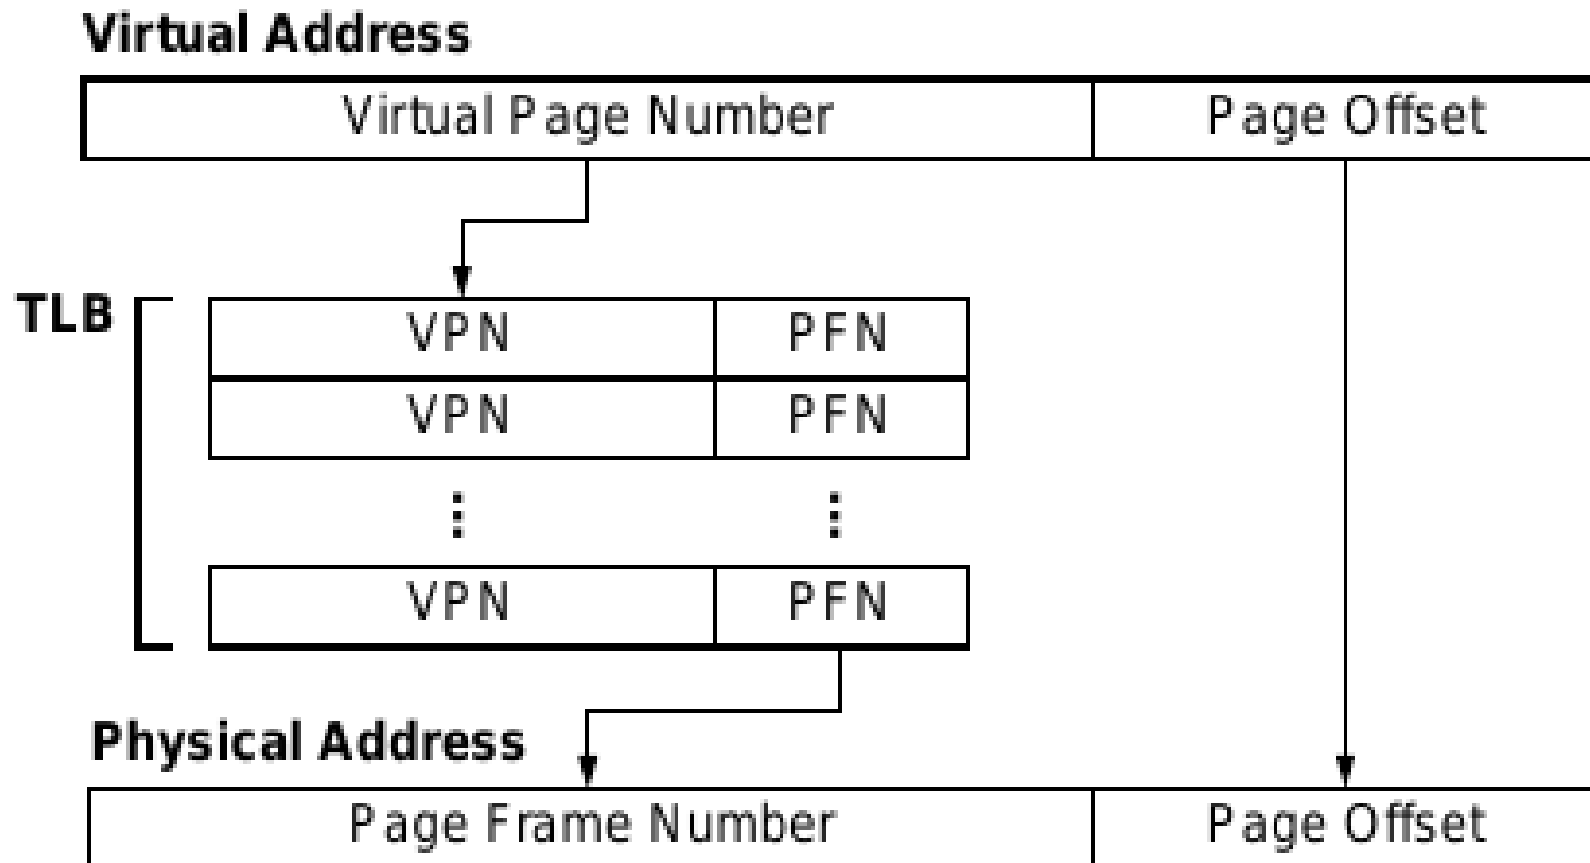 Virtual Address
Virtual Page Number Page Offset
TLB
VPN PFN
VPN PFN
⋮ ⋮
VPN PFN
Physical Address
Page Frame Number Page Offset